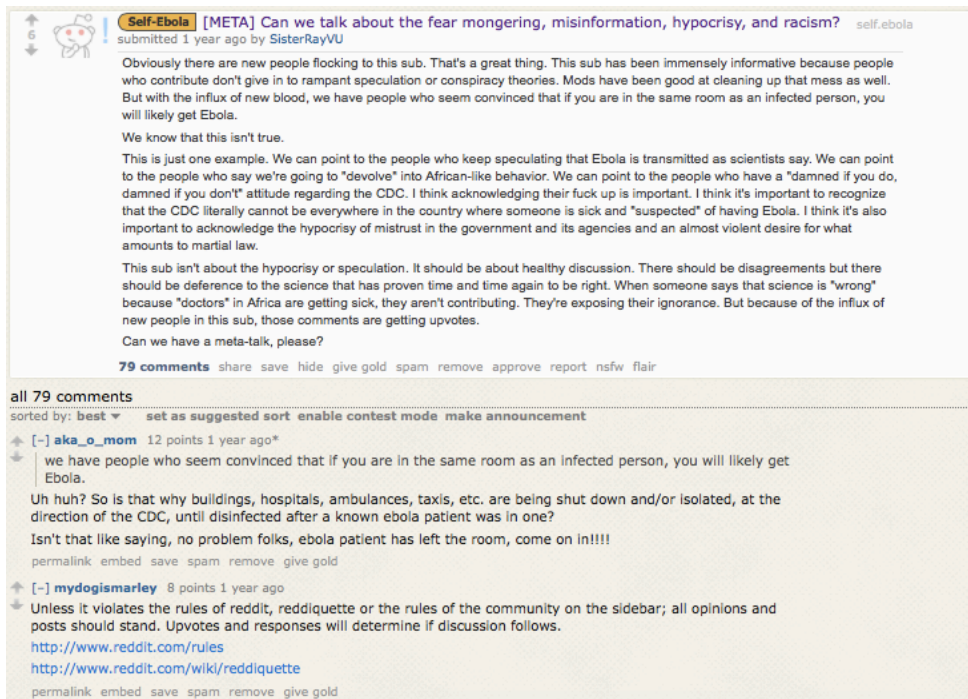 Self-Ebola [META] Can we talk about the fear mongering, misinformation, hypocrisy, and racism? self.ebola
6
submitted 1 year ago by SisterRayVU
Obviously there are new people flocking to this sub. That's a great thing. This sub has been immensely informative because people
who contribute don't give in to rampant speculation or conspiracy theories. Mods have been good at cleaning up that mess as well.
But with the influx of new blood, we have people who seem convinced that if you are in the same room as an infected person, you
will likely get Ebola.
We know that this isn't true.
This is just one example. We can point to the people who keep speculating that Ebola is transmitted as scientists say. We can point
to the people who say we're going to "devolve" into African-like behavior. We can point to the people who have a "damned if you do,
damned if you don't" attitude regarding the CDC. I think acknowledging their fuck up is important. I think it's important to recognize
that the CDC literally cannot be everywhere in the country where someone is sick and "suspected" of having Ebola. I think it's also
important to acknowledge the hypocrisy of mistrust in the government and its agencies and an almost violent desire for what
amounts to martial law.
This sub isn't about the hypocrisy or speculation. It should be about healthy discussion. There should be disagreements but there
should be deference to the science that has proven time and time again to be right. When someone says that science is "wrong"
because "doctors" in Africa are getting sick, they aren't contributing. They're exposing their ignorance. But because of the influx of
new people in this sub, those comments are getting upvotes.
Can we have a meta-talk, please?
79 comments share save hide give gold spam remove approve report nsfw flair
all 79 comments
sorted by: best set as suggested sort enable contest mode make announcement
[-] aka_o_mom 12 points 1 year ago*
we have people who seem convinced that if you are in the same room as an infected person, you will likely get
Ebola.
Uh huh? So is that why buildings, hospitals, ambulances, taxis, etc. are being shut down and/or isolated, at the
direction of the CDC, until disinfected after a known ebola patient was in one?
Isn't that like saying, no problem folks, ebola patient has left the room, come on in!!!!
permalink embed save spam remove give gold
[-] mydogismarley 8 points 1 year ago
Unless it violates the rules of reddit, reddiquette or the rules of the community on the sidebar; all opinions and
posts should stand. Upvotes and responses will determine if discussion follows.
http://www.reddit.com/rules
http://www.reddit.com/wiki/reddiquette
permalink embed save spam remove give gold